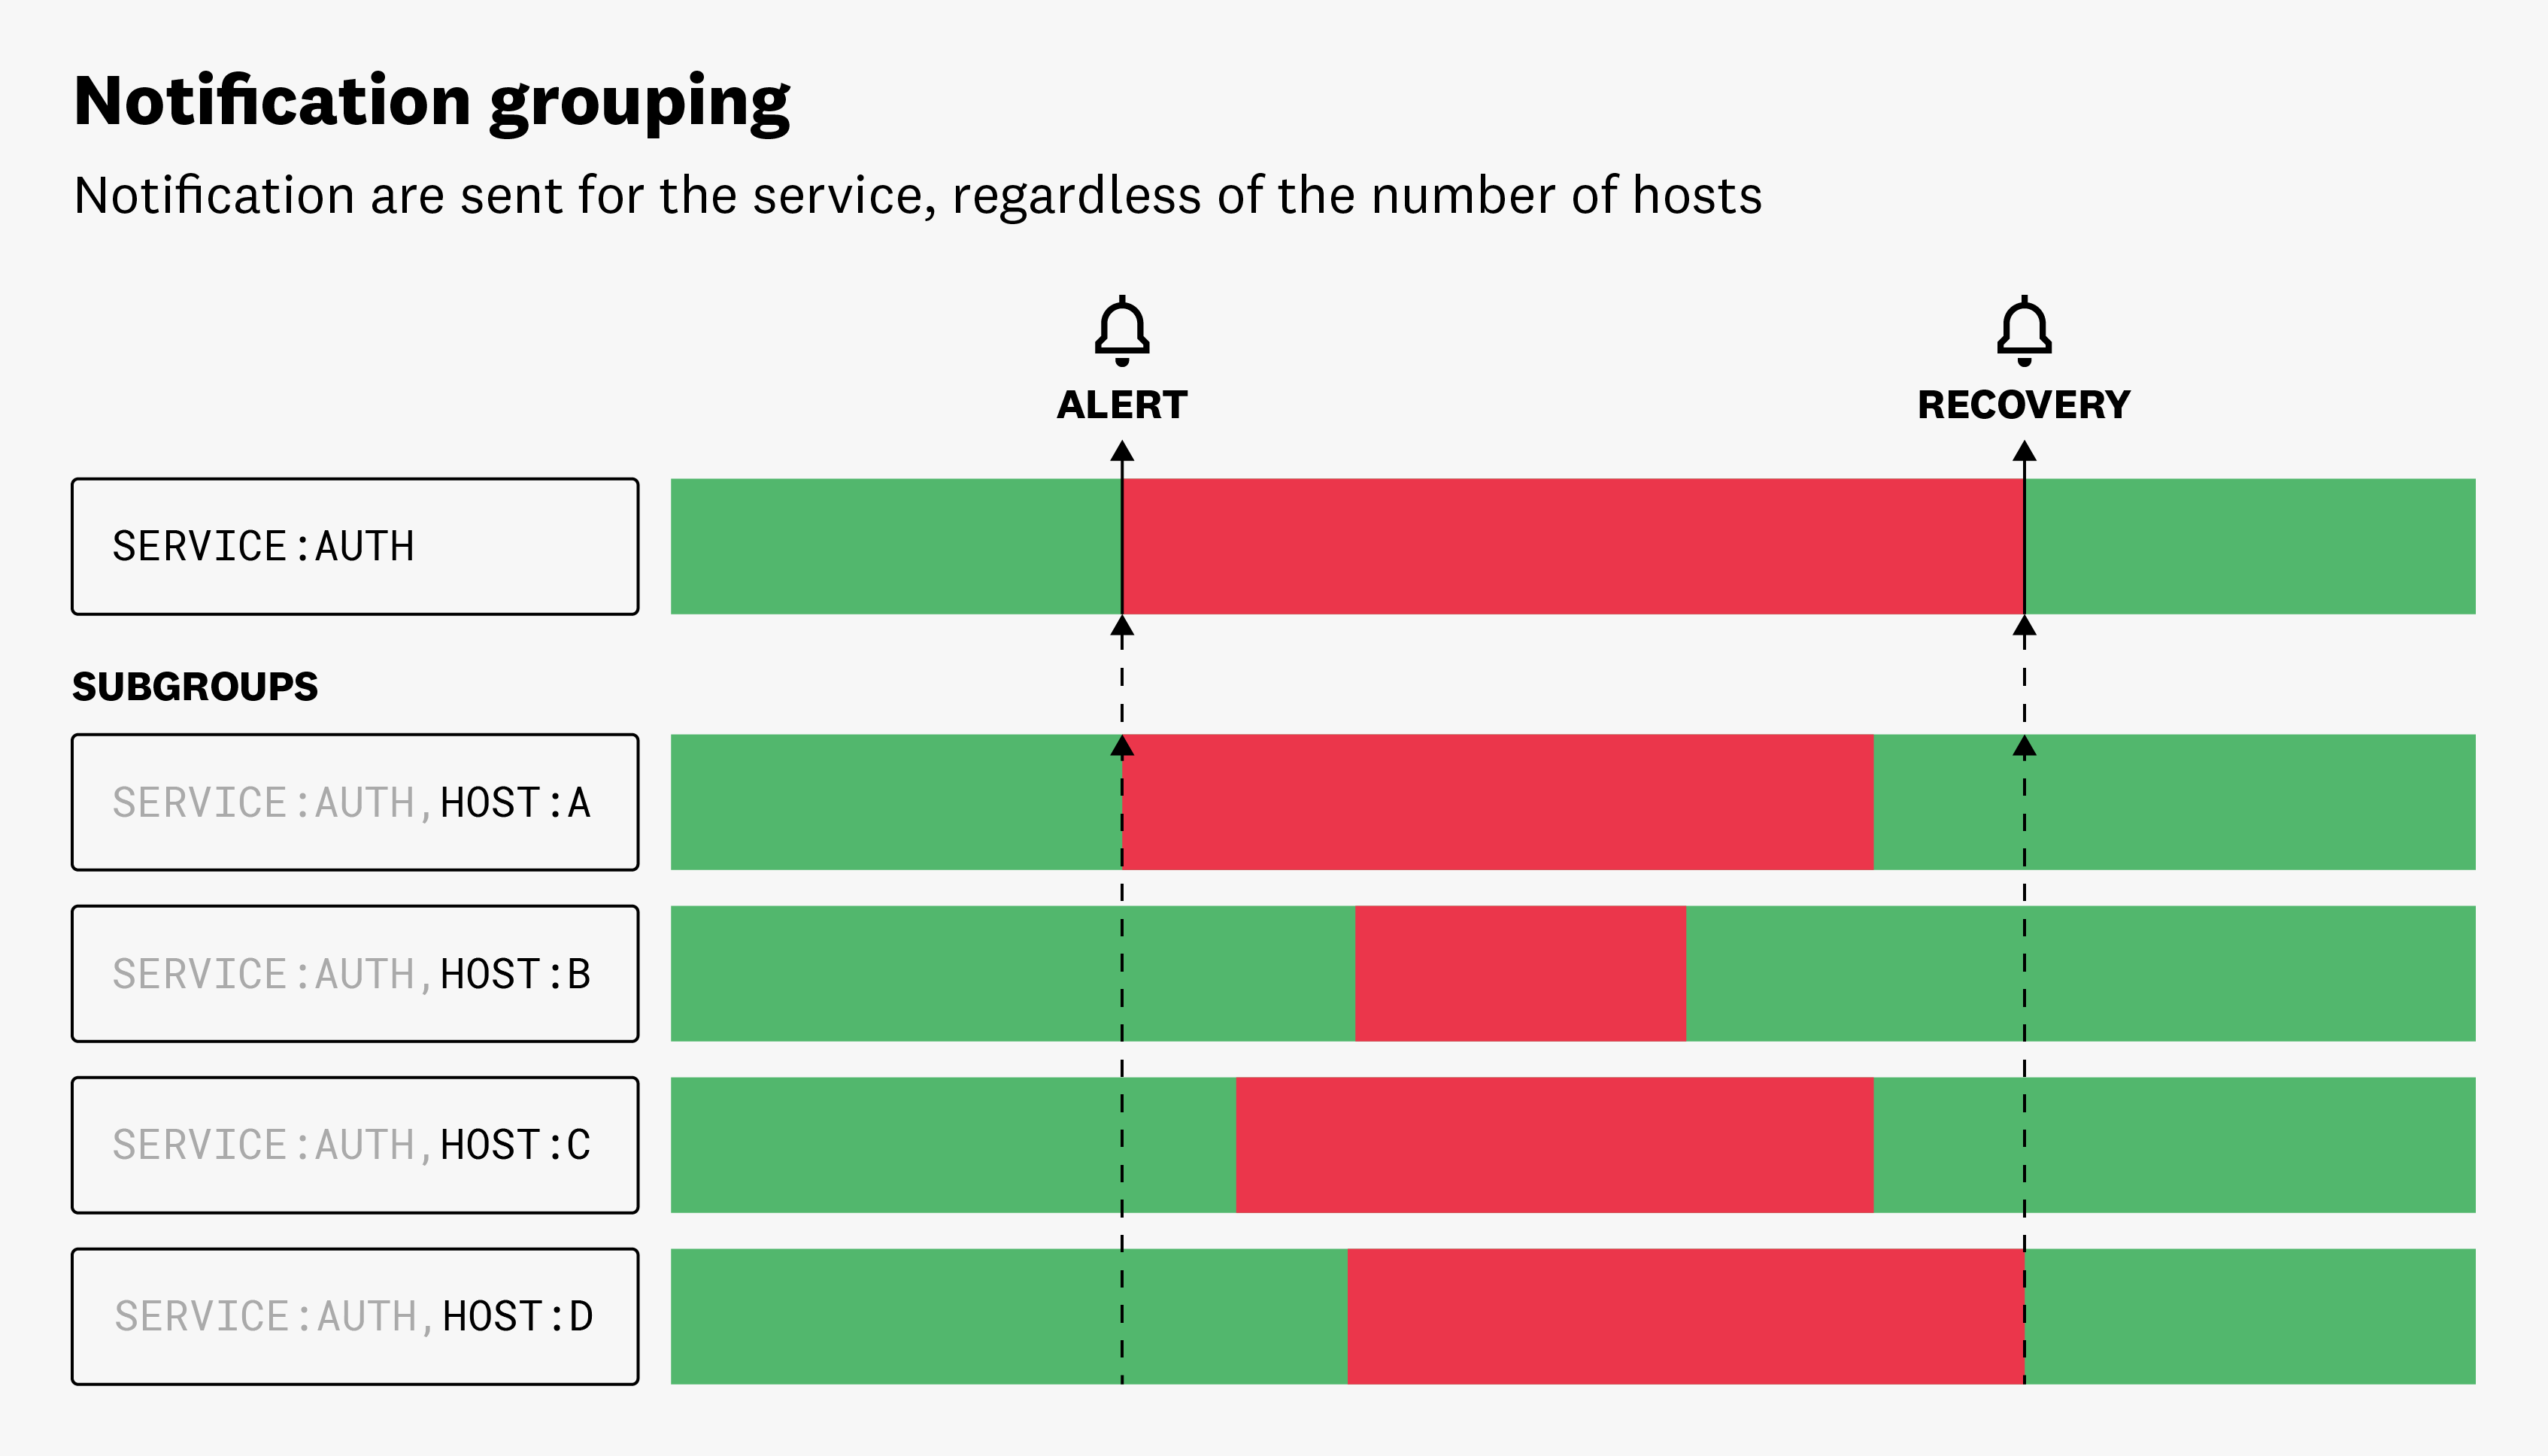 Notification grouping
Notification are sent for the service, regardless of the number of hosts
ALERT
RECOVERY
SERVICE:AUTH
SUBGROUPS
SERVICE:AUTH,HOST:A
SERVICE:AUTH,HOST:B
SERVICE:AUTH,HOST:C
SERVICE:AUTH,HOST:D